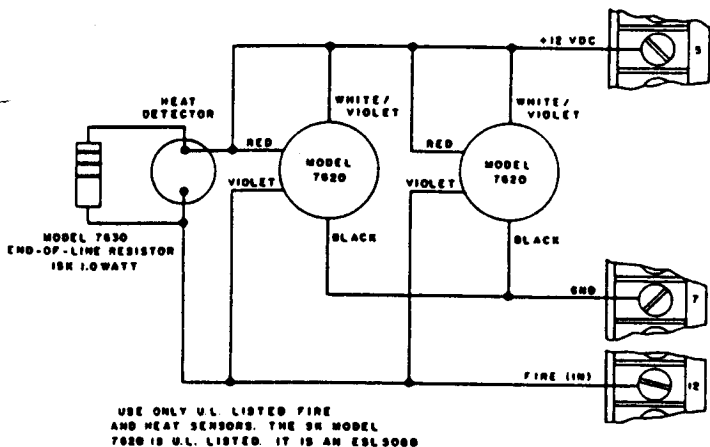 +12 VDC
5
HEAT
DETECTOR
WHITE/
VIOLET
WHITE/
VIOLET
RED
RED
MODEL
7620
MODEL
7620
VIOLET
VIOLET
MODEL 7630
END-OF-LINE RESISTOR
15K 1.0 WATT
BLACK
BLACK
GND
7
FIRE (IN)
12
USE ONLY U.L. LISTED FIRE
AND HEAT SENSORS. THE SK MODEL
7620 IS U.L. LISTED. IT IS AN ESL